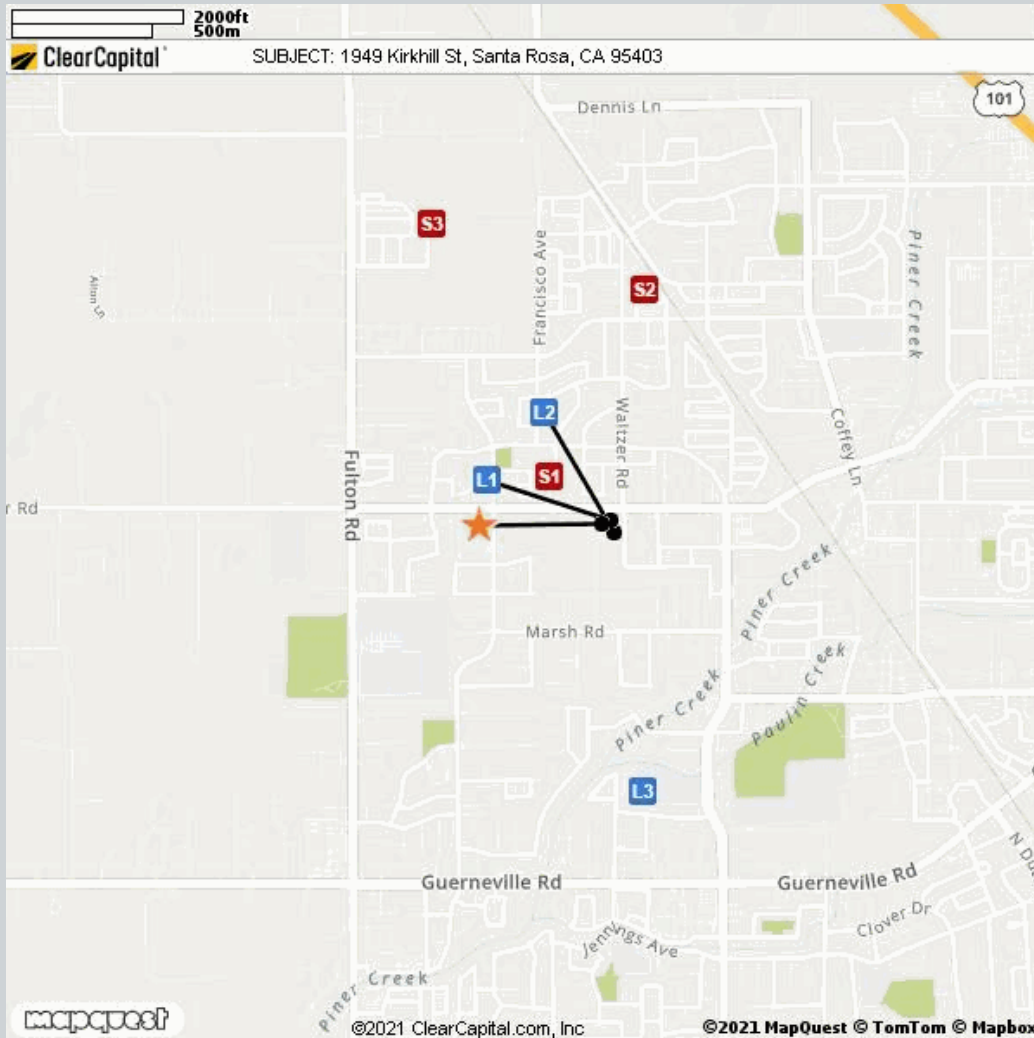 2000ft
500m
ClearCapital
SUBJECT: 1949 Kirkhill St, Santa Rosa, CA 95403
101
Dennis Ln
S3
Francisco Ave
Piner Creek
S2
Alton Ln
L2
Waltzer Rd
Coffey Ln
Fulton Rd
L1
S1
r Rd
Piner Creek
Marsh Rd
Paulin Creek
Piner Creek
L3
Guerneville Rd
Guerneville Rd
N Du
Clover Dr
Jennings Ave
Piner Creek
mapquest
©2021 ClearCapital.com, Inc
©2021 MapQuest © TomTom © Mapbox